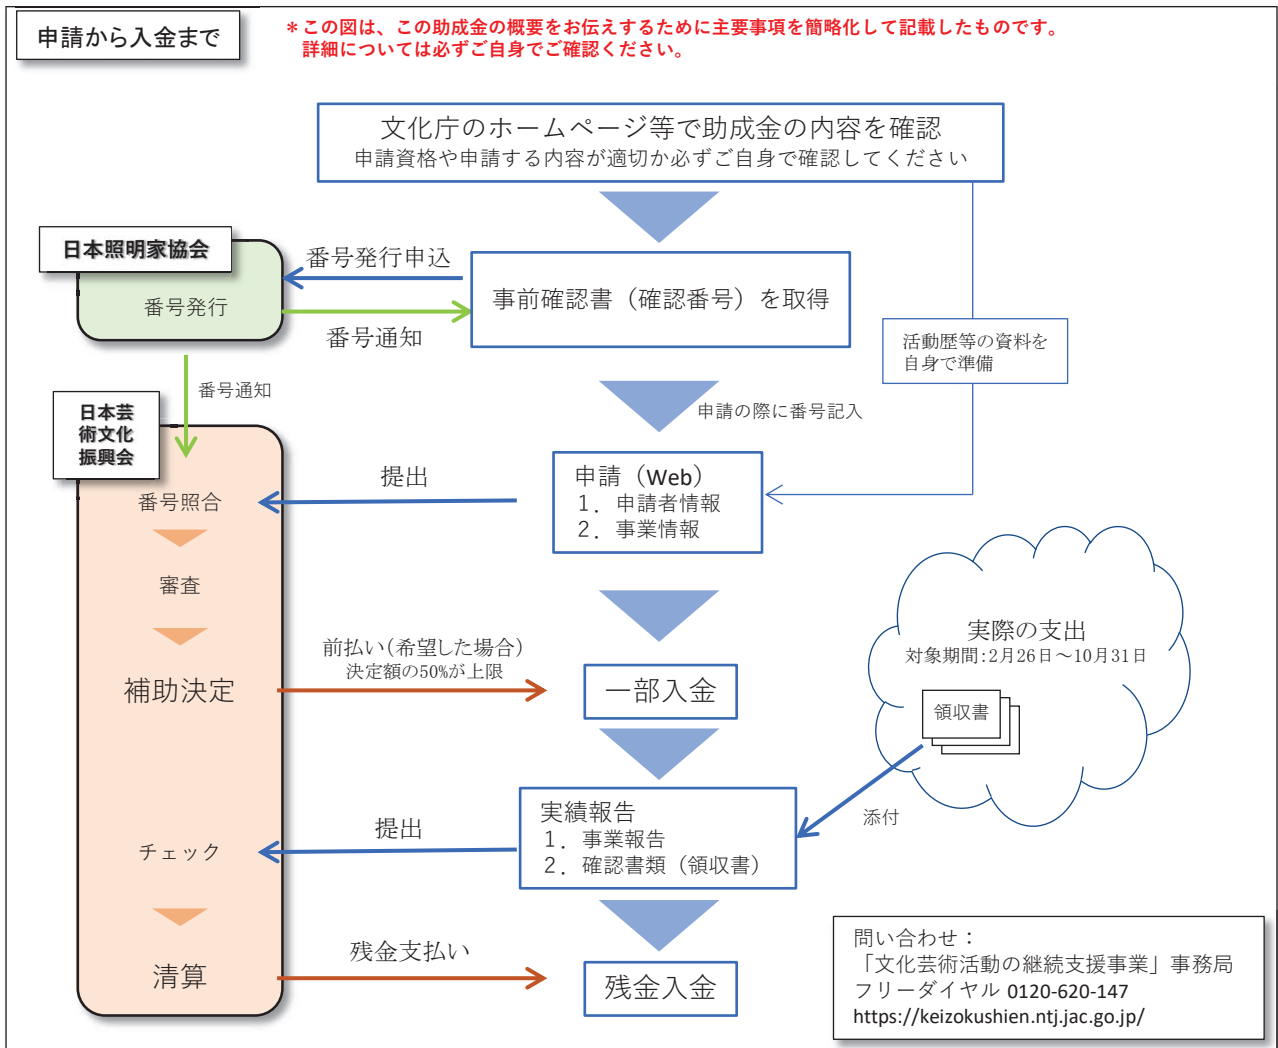 申請から入金まで
＊この図は、この助成金の概要をお伝えするために主要事項を簡略化して記載したものです。
詳細については必ずご自身でご確認ください。
文化庁のホームページ等で助成金の内容を確認
申請資格や申請する内容が適切か必ずご自身で確認してください
日本照明家協会
番号発行
番号発行申込
番号通知
事前確認書（確認番号）を取得
活動歴等の資料を
自身で準備
番号通知
申請の際に番号記入
日本芸
術文化
振興会
番号照合
提出
申請（Web）
1．申請者情報
2．事業情報
審査
補助決定
前払い（希望した場合）
決定額の50%が上限
一部入金
実際の支出
対象期間：2月26日～10月31日
領収書
添付
実績報告
1．事業報告
2．確認書類（領収書）
提出
チェック
清算
残金支払い
残金入金
問い合わせ：
「文化芸術活動の継続支援事業」事務局
フリーダイヤル 0120-620-147
https://keizokushien.ntj.jac.go.jp/